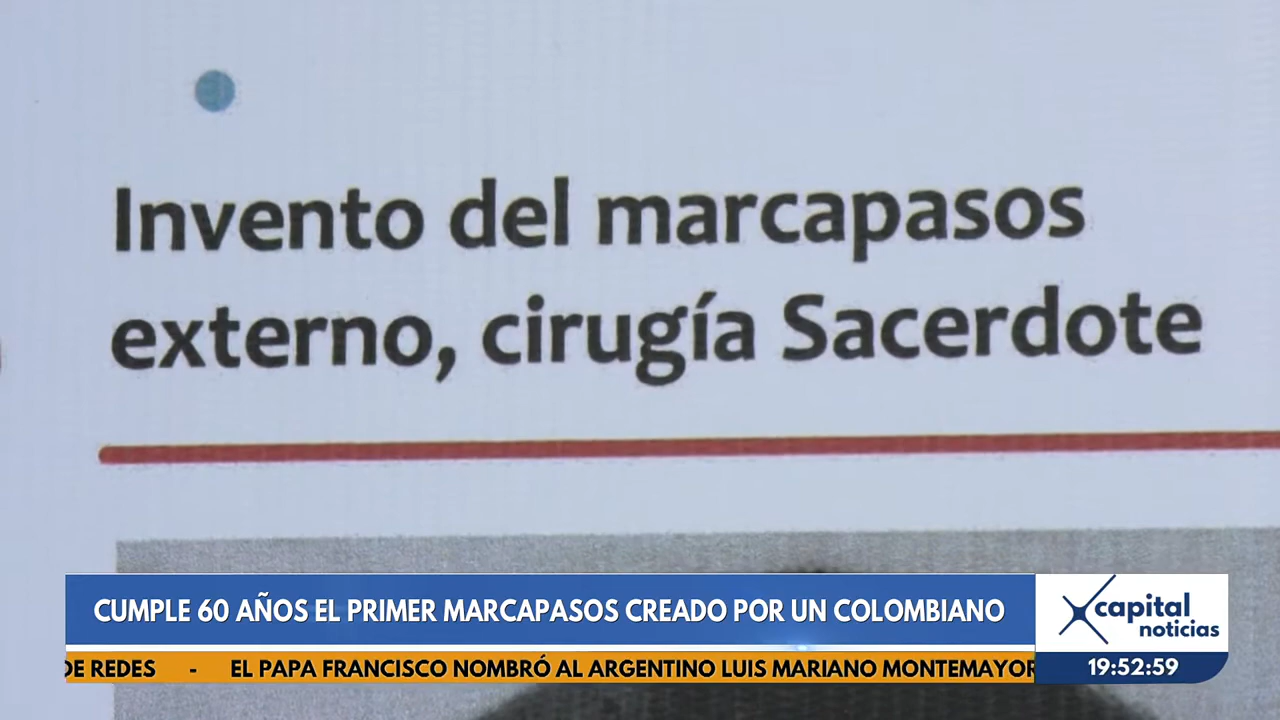 Invento del marcapasos
externo, cirugía Sacerdote
CUMPLE 60 AÑOS EL PRIMER MARCAPASOS CREADO POR UN COLOMBIANO
capital
noticias
DE REDES - EL PAPA FRANCISCO NOMBRÓ AL ARGENTINO LUIS MARIANO MONTEMAYOR
19:52:59